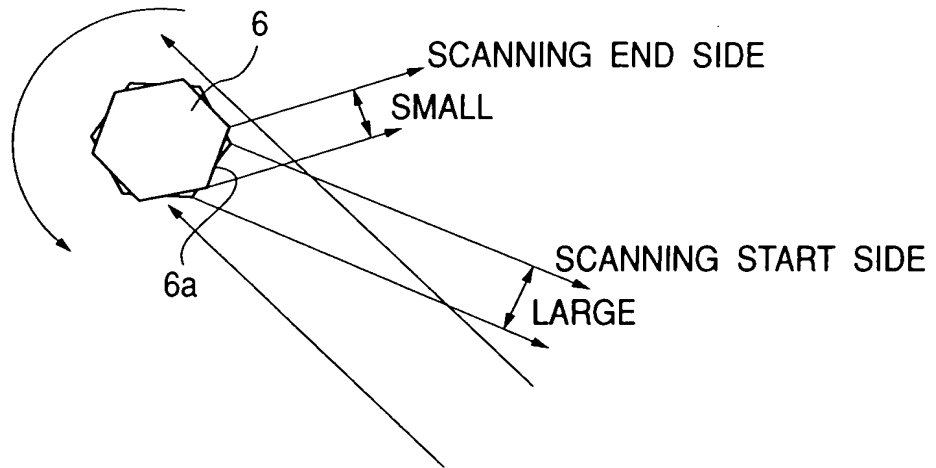 6
SCANNING END SIDE
SMALL
6a
SCANNING START SIDE
LARGE